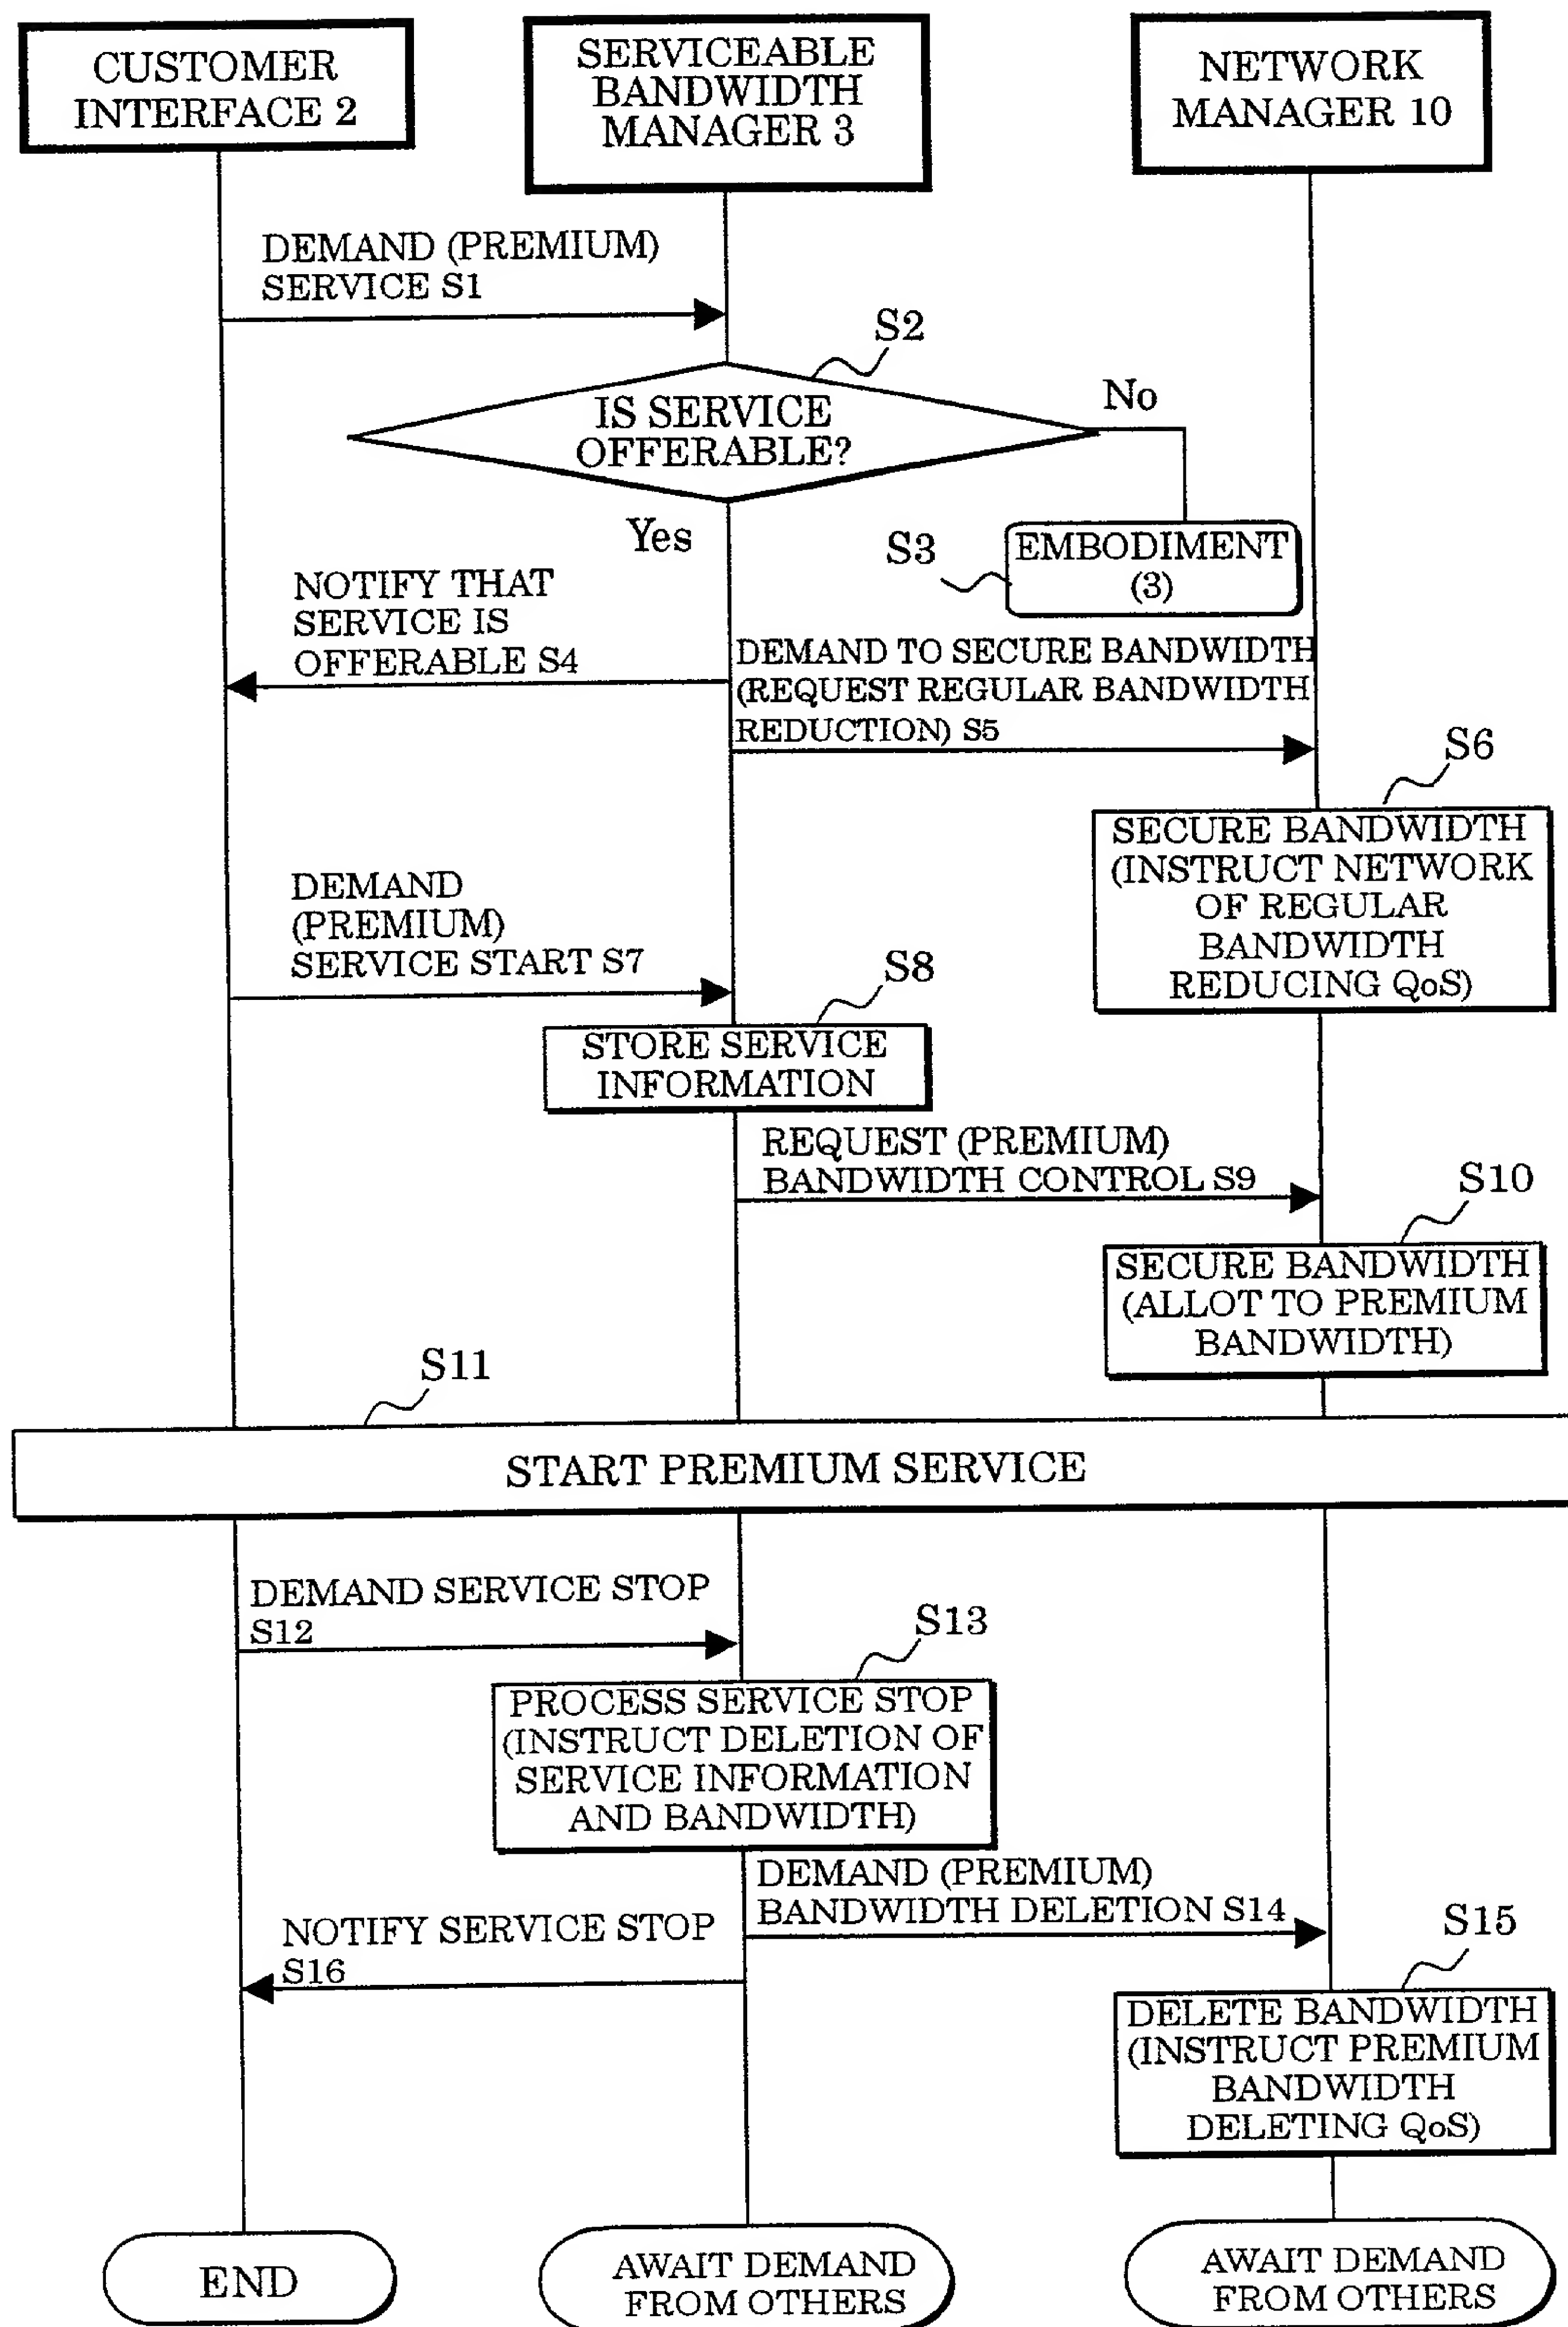 CUSTOMER
INTERFACE 2
SERVICEABLE
BANDWIDTH
MANAGER 3
NETWORK
MANAGER 10
DEMAND (PREMIUM)
SERVICE S1
S2
IS SERVICE
OFFERABLE?
No
Yes
S3
EMBODIMENT
(3)
NOTIFY THAT
SERVICE IS
OFFERABLE S4
DEMAND TO SECURE BANDWIDTH
(REQUEST REGULAR BANDWIDTH
REDUCTION) S5
S6
SECURE BANDWIDTH
(INSTRUCT NETWORK
OF REGULAR
BANDWIDTH
REDUCING QoS)
DEMAND
(PREMIUM)
SERVICE START S7
S8
STORE SERVICE
INFORMATION
REQUEST (PREMIUM)
BANDWIDTH CONTROL S9
S10
SECURE BANDWIDTH
(ALLOT TO PREMIUM
BANDWIDTH)
S11
START PREMIUM SERVICE
DEMAND SERVICE STOP
S12
S13
PROCESS SERVICE STOP
(INSTRUCT DELETION OF
SERVICE INFORMATION
AND BANDWIDTH)
DEMAND (PREMIUM)
BANDWIDTH DELETION S14
NOTIFY SERVICE STOP
S16
S15
DELETE BANDWIDTH
(INSTRUCT PREMIUM
BANDWIDTH
DELETING QoS)
END
AWAIT DEMAND
FROM OTHERS
AWAIT DEMAND
FROM OTHERS